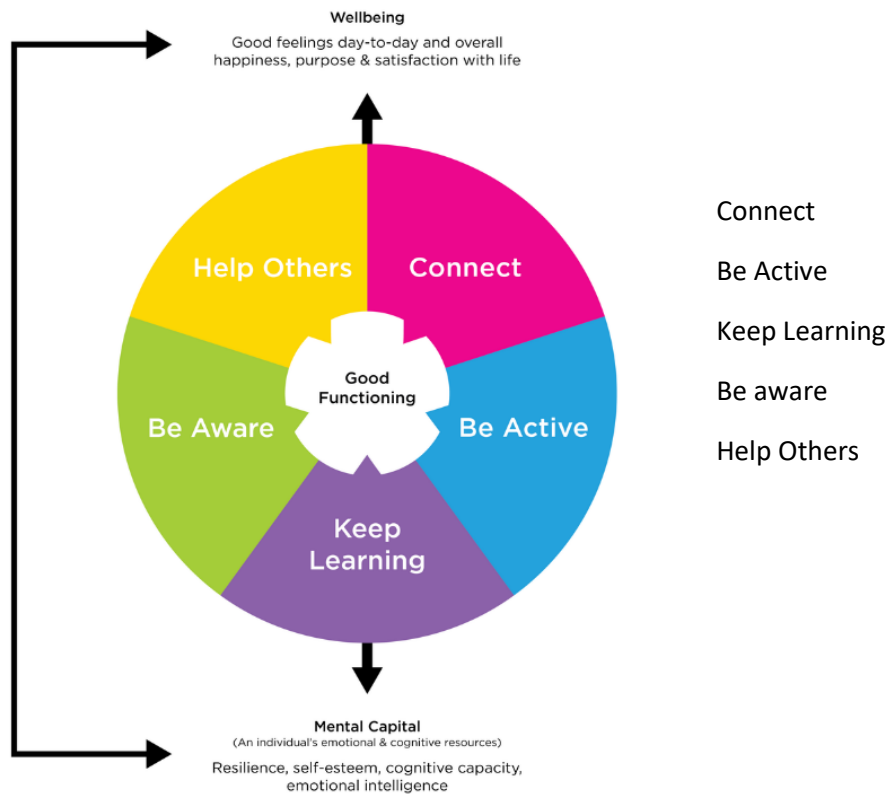 Wellbeing
Good feelings day-to-day and overall
happiness, purpose & satisfaction with life
Help Others
Connect
Good
Functioning
Be Aware
Be Active
Keep
Learning
Mental Capital
(An individual's emotional & cognitive resources)
Resilience, self-esteem, cognitive capacity,
emotional intelligence
Connect
Be Active
Keep Learning
Be aware
Help Others